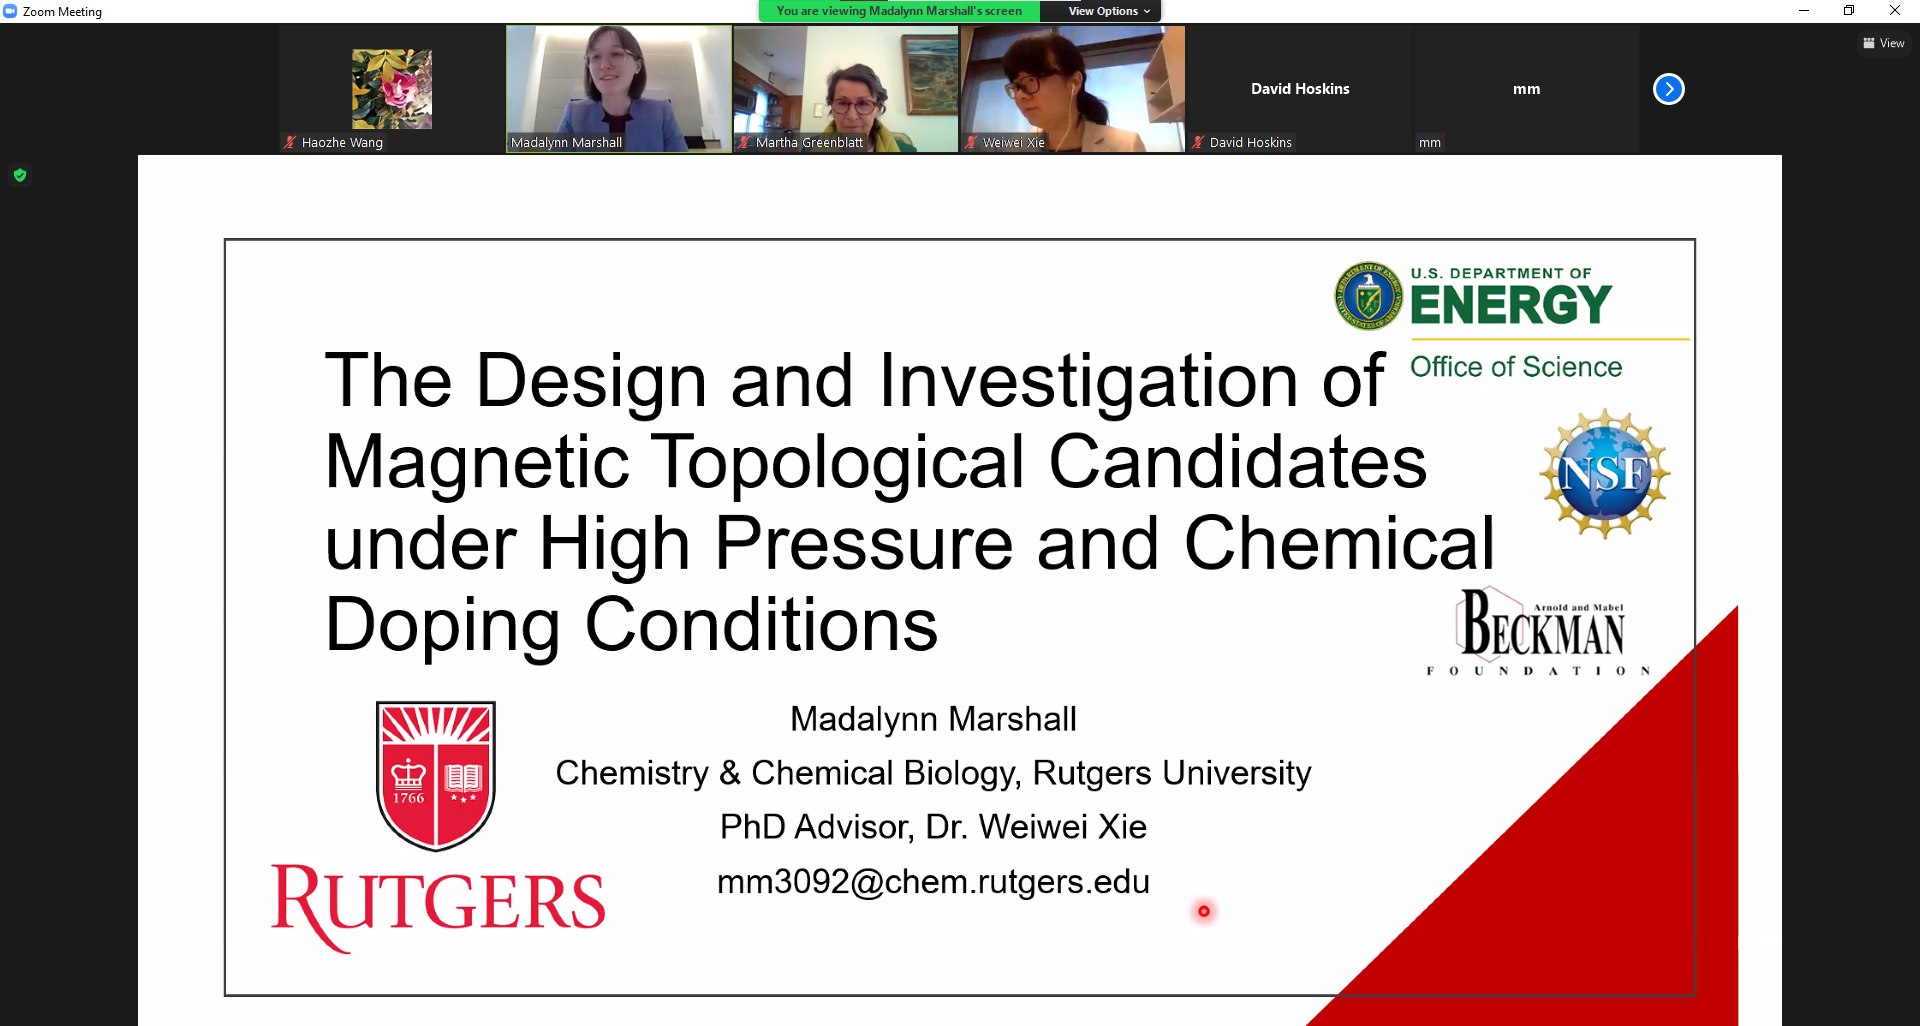 Zoom Meeting
You are viewing Madalynn Marshall's screen
View Options
View
David Hoskins
mm
Haozhe Wang
Madalynn Marshall
Martha Greenblatt
Weiwei Xie
David Hoskins
mm
U.S. DEPARTMENT OF
ENERGY
Office of Science
The Design and Investigation of
Magnetic Topological Candidates
under High Pressure and Chemical
Doping Conditions
NSF
Arnold and Mabel
BECKMAN
FOUNDATION
Madalynn Marshall
Chemistry & Chemical Biology, Rutgers University
PhD Advisor, Dr. Weiwei Xie
mm3092@chem.rutgers.edu
1766
RUTGERS